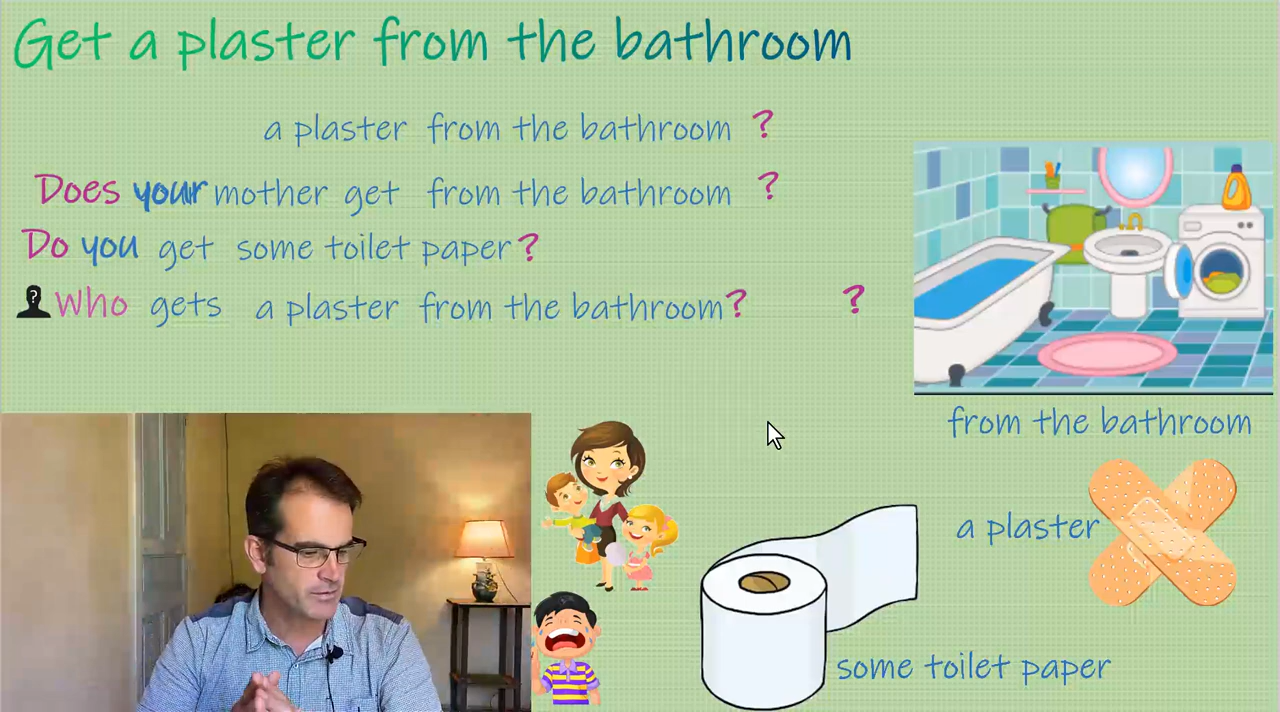 Get a plaster from the bathroom
a plaster from the bathroom ?
Does your mother get from the bathroom ?
Do you get some toilet paper ?
? Who gets a plaster from the bathroom ? ?
from the bathroom
a plaster
some toilet paper